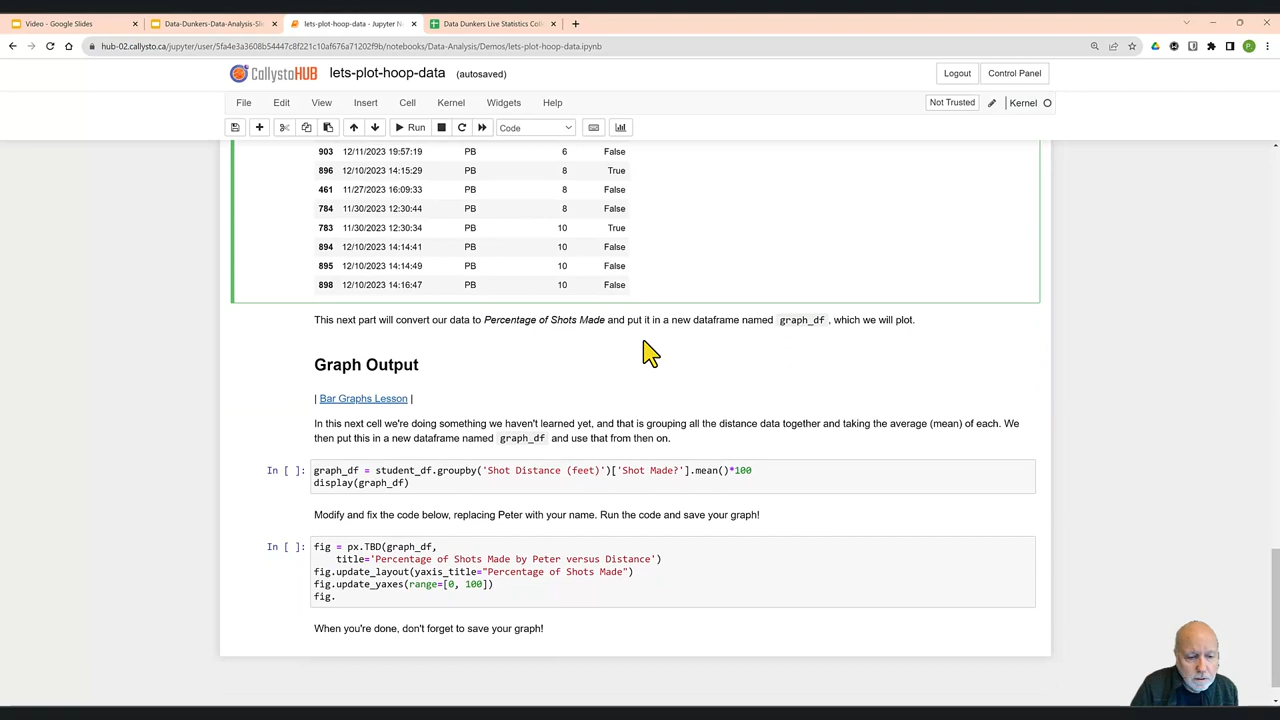 Video - Google Slides
Data-Dunkers-Data-Analysis-Sli
lets-plot-hoop-data - Jupyter N
Data Dunkers Live Statistics Coll
hub-02.callysto.ca/jupyter/user/5fa4e3a3608b54447c8f221c10af676a71202f9b/notebooks/Data-Analysis/Demos/lets-plot-hoop-data.ipynb
CallystoHUB lets-plot-hoop-data (autosaved) Logout Control Panel
File Edit View Insert Cell Kernel Widgets Help Not Trusted Kernel
Run Code
903 12/11/2023 19:57:19 PB 6 False
896 12/10/2023 14:15:29 PB 8 True
461 11/27/2023 16:09:33 PB 8 False
784 11/30/2023 12:30:44 PB 8 False
783 11/30/2023 12:30:34 PB 10 True
894 12/10/2023 14:14:41 PB 10 False
895 12/10/2023 14:14:49 PB 10 False
898 12/10/2023 14:16:47 PB 10 False
This next part will convert our data to Percentage of Shots Made and put it in a new dataframe named graph_df, which we will plot.
Graph Output
| Bar Graphs Lesson |
In this next cell we're doing something we haven't learned yet, and that is grouping all the distance data together and taking the average (mean) of each. We
then put this in a new dataframe named graph_df and use that from then on.
In [ ]: graph_df = student_df.groupby('Shot Distance (feet)')['Shot Made?'].mean()*100
display(graph_df)
Modify and fix the code below, replacing Peter with your name. Run the code and save your graph!
In [ ]: fig = px.TBD(graph_df,
title='Percentage of Shots Made by Peter versus Distance')
fig.update_layout(yaxis_title="Percentage of Shots Made")
fig.update_yaxes(range=[0, 100])
fig.
When you're done, don't forget to save your graph!